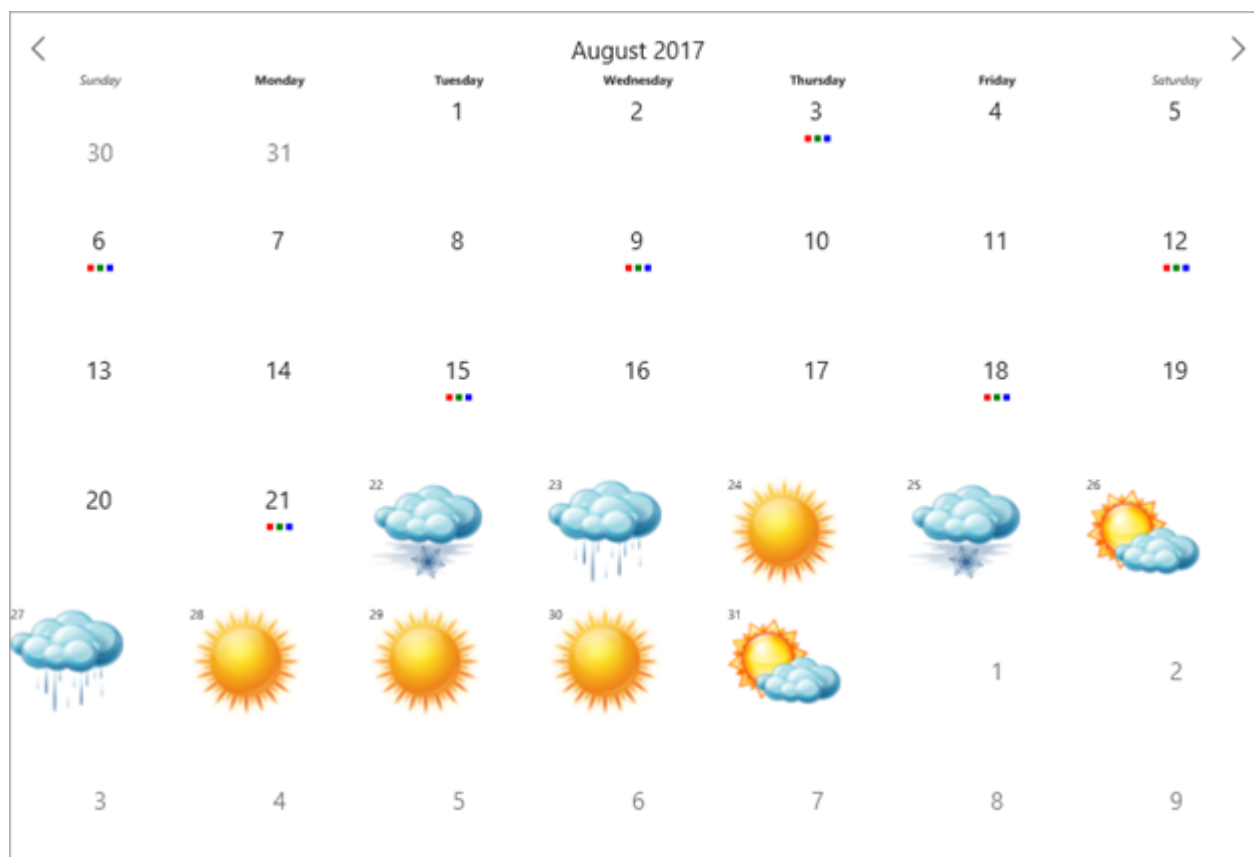 August 2017
Sunday Monday Tuesday Wednesday Thursday Friday Saturday
30 31 1 2 3 4 5
6 7 8 9 10 11 12
13 14 15 16 17 18 19
20 21 22 23 24 25 26
27 28 29 30 31 1 2
3 4 5 6 7 8 9